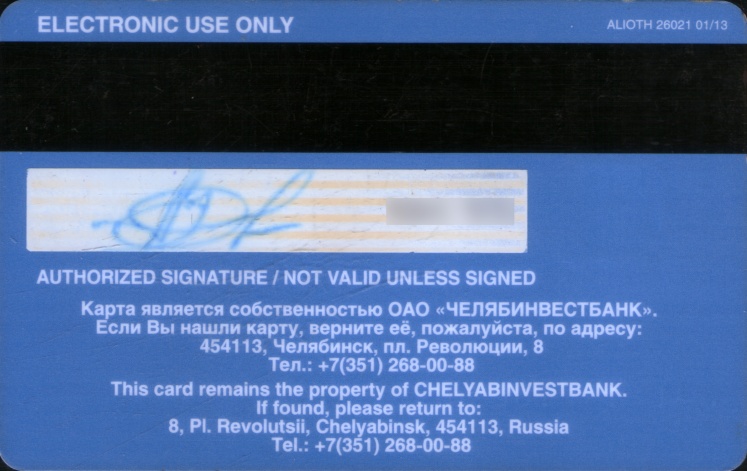 ELECTRONIC USE ONLY
ALIOTH 26021 01/13
AUTHORIZED SIGNATURE / NOT VALID UNLESS SIGNED
Карта является собственностью ОАО «ЧЕЛЯБИНВЕСТБАНК».
Если Вы нашли карту, верните её, пожалуйста, по адресу:
454113, Челябинск, пл. Революции, 8
Тел.: +7(351) 268-00-88
This card remains the property of CHELYABINVESTBANK.
If found, please return to:
8, Pl. Revolutsii, Chelyabinsk, 454113, Russia
Tel.: +7(351) 268-00-88